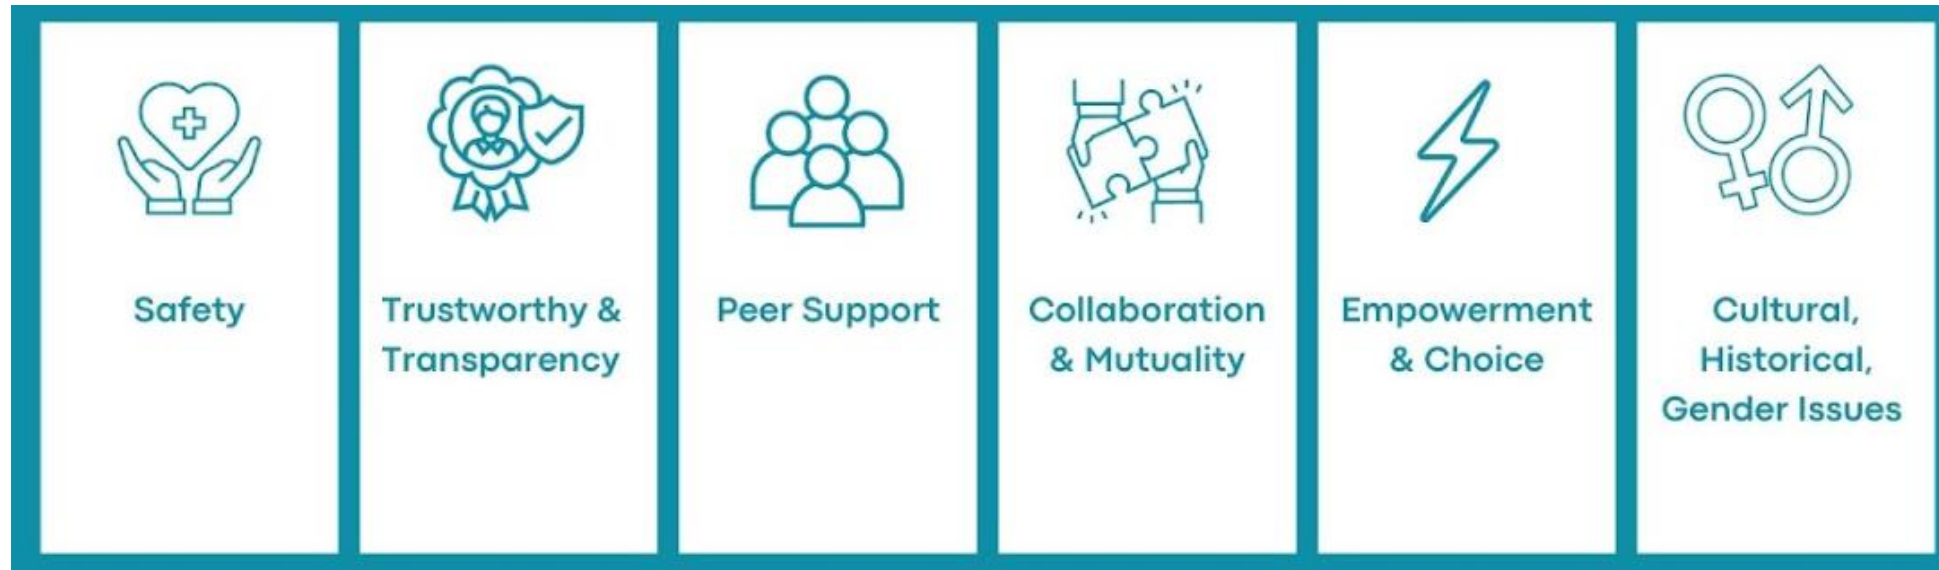 Safety
Trustworthy &
Transparency
Peer Support
Collaboration
& Mutuality
Empowerment
& Choice
Cultural,
Historical,
Gender Issues